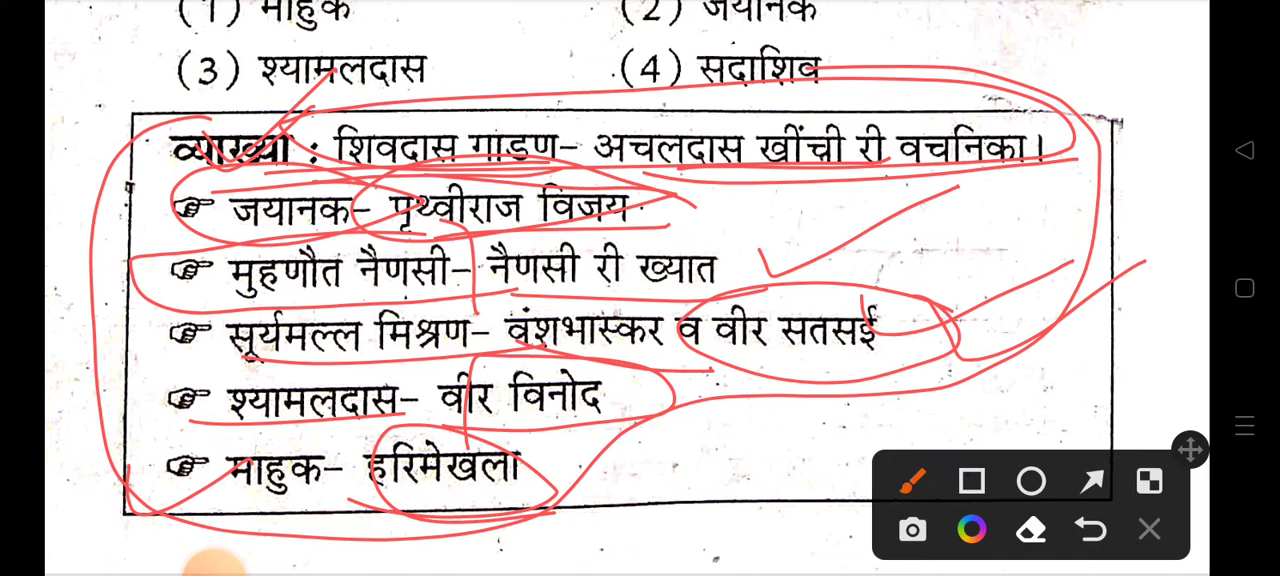 (1) माहुक (2) जयानक
(3) श्यामलदास (4) सदाशिव
व्याख्या : शिवदास गाडण- अचलदास खींची री वचनिका।
☞ जयानक- पृथ्वीराज विजय
☞ मुहणौत नैणसी- नैणसी री ख्यात
☞ सूर्यमल्ल मिश्रण- वंशभास्कर व वीर सतसई
☞ श्यामलदास- वीर विनोद
☞ माहुक- हरिमेखला